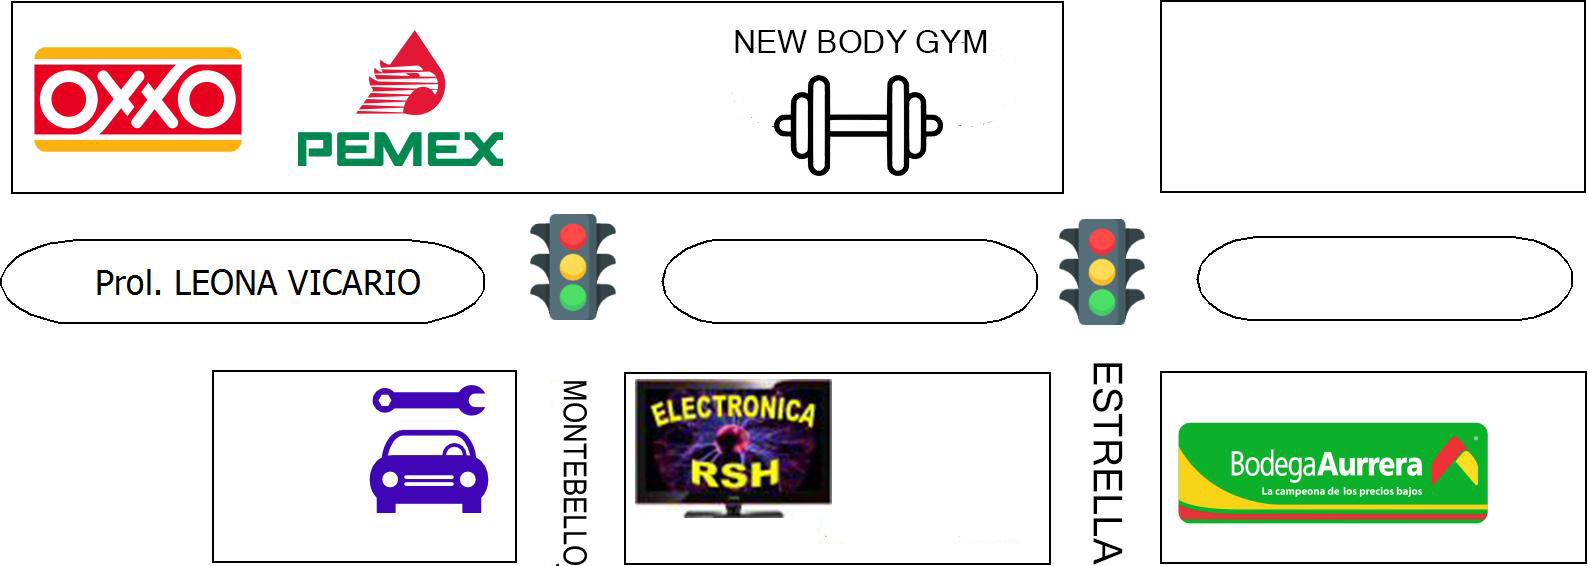 OXXO
PEMEX
NEW BODY GYM
Prol. LEONA VICARIO
MONTEBELLO
ELECTRONICA
RSH
ESTRELLA
BodegaAurrera
La campeona de los precios bajos